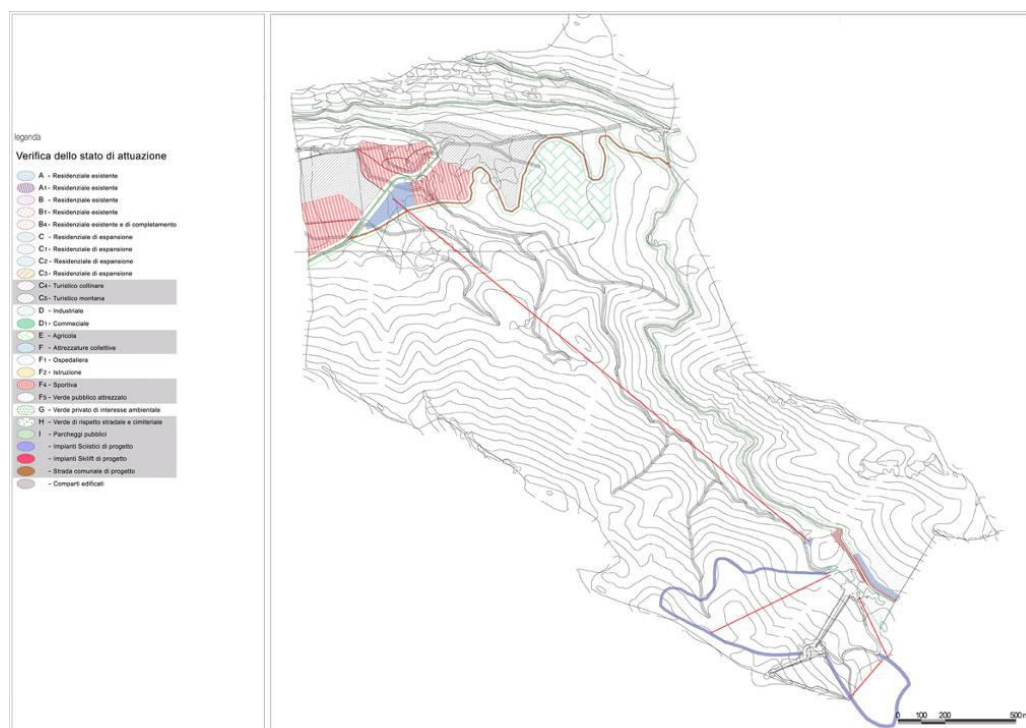 legenda
Verifica dello stato di attuazione
A - Residenziale esistente
A1 - Residenziale esistente
B - Residenziale esistente
B1 - Residenziale esistente
B4 - Residenziale esistente e di completamento
C - Residenziale di espansione
C1 - Residenziale di espansione
C2 - Residenziale di espansione
C3 - Residenziale di espansione
C4 - Turistico collinare
C5 - Turistico montana
D - Industriale
D1 - Commeciale
E - Agricola
F - Attrezzature collettive
F1 - Ospedaliera
F2 - Istruzione
F4 - Sportiva
F5 - Verde pubblico attrezzato
G - Verde privato di interesse ambientale
H - Verde di rispetto stradale e cimiteriale
I - Parcheggi pubblici
- Impianti Sciistici di progetto
- Impianti Skilift di progetto
- Strada comunale di progetto
- Comparti edificati
0 100 200 500 m